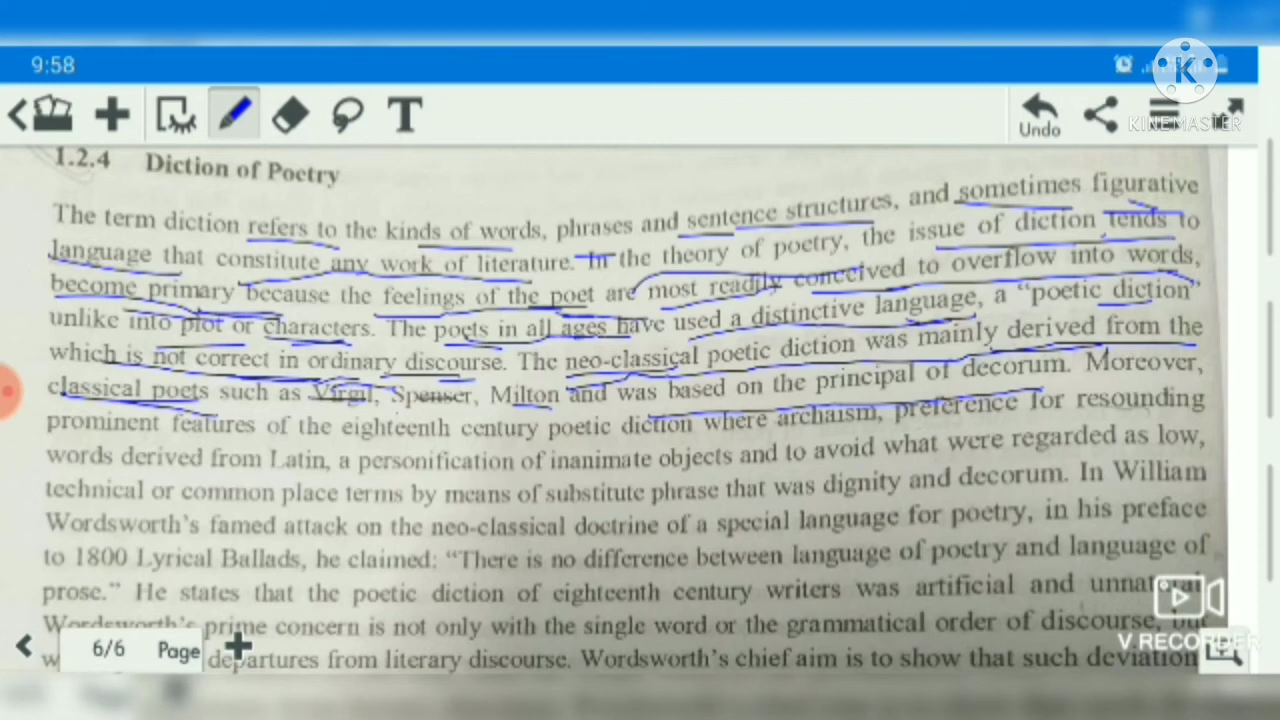 9:58
K
KINEMASTER
T
Undo
1.2.4 Diction of Poetry
The term diction refers to the kinds of words, phrases and sentence structures, and sometimes figurative
language that constitute any work of literature. In the theory of poetry, the issue of diction tends to
become primary because the feelings of the poet are most readily conceived to overflow into words,
unlike into plot or characters. The poets in all ages have used a distinctive language, a "poetic diction"
which is not correct in ordinary discourse. The neo-classical poetic diction was mainly derived from the
classical poets such as Virgil, Spenser, Milton and was based on the principal of decorum. Moreover,
prominent features of the eighteenth century poetic diction where archaism, preference for resounding
words derived from Latin, a personification of inanimate objects and to avoid what were regarded as low,
technical or common place terms by means of substitute phrase that was dignity and decorum. In William
Wordsworth's famed attack on the neo-classical doctrine of a special language for poetry, in his preface
to 1800 Lyrical Ballads, he claimed: "There is no difference between language of poetry and language of
prose." He states that the poetic diction of eighteenth century writers was artificial and unnatural
Wordsworth's prime concern is not only with the single word or the grammatical order of discourse, but
departures from literary discourse. Wordsworth's chief aim is to show that such deviation
6/6 Page
V RECORDER